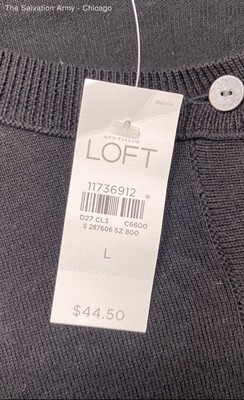 The Salvation Army - Chicago
ANN TAYLOR
LOFT
11736912
D27 CL3 C6600
S 287606 SZ 800
L
$44.50